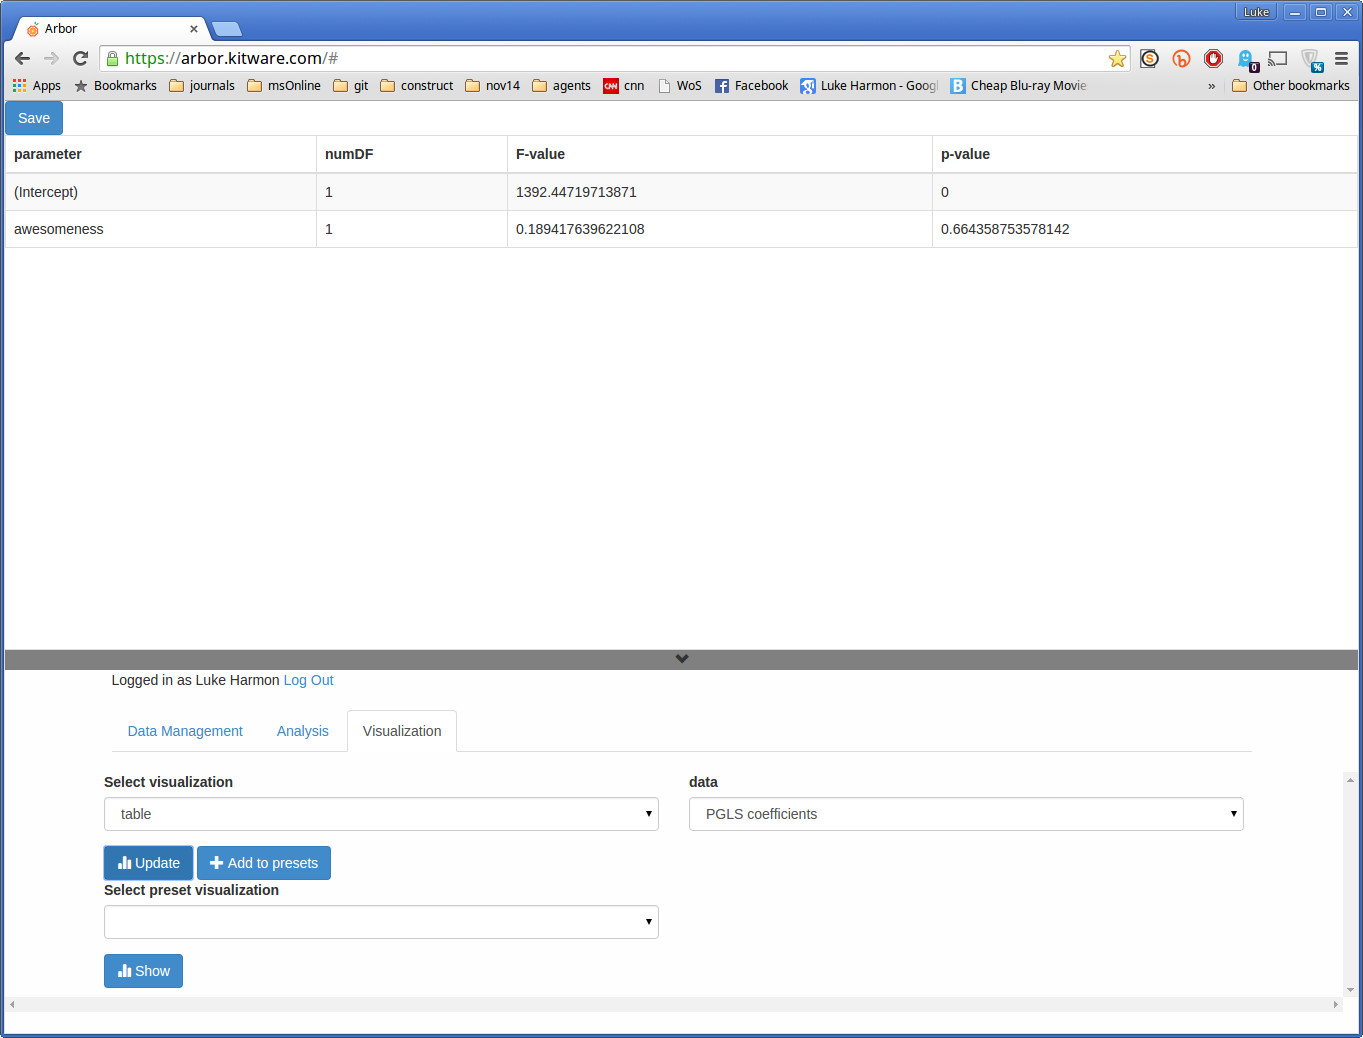 Luke
Arbor
https://arbor.kitware.com/#
Apps Bookmarks journals msOnline git construct nov14 agents cnn WoS Facebook Luke Harmon - Goog Cheap Blu-ray Movie » Other bookmarks
Save
parameter numDF F-value p-value
(Intercept) 1 1392.44719713871 0
awesomeness 1 0.189417639622108 0.664358753578142
Logged in as Luke Harmon Log Out
Data Management Analysis Visualization
Select visualization data
table PGLS coefficients
Update Add to presets
Select preset visualization
Show